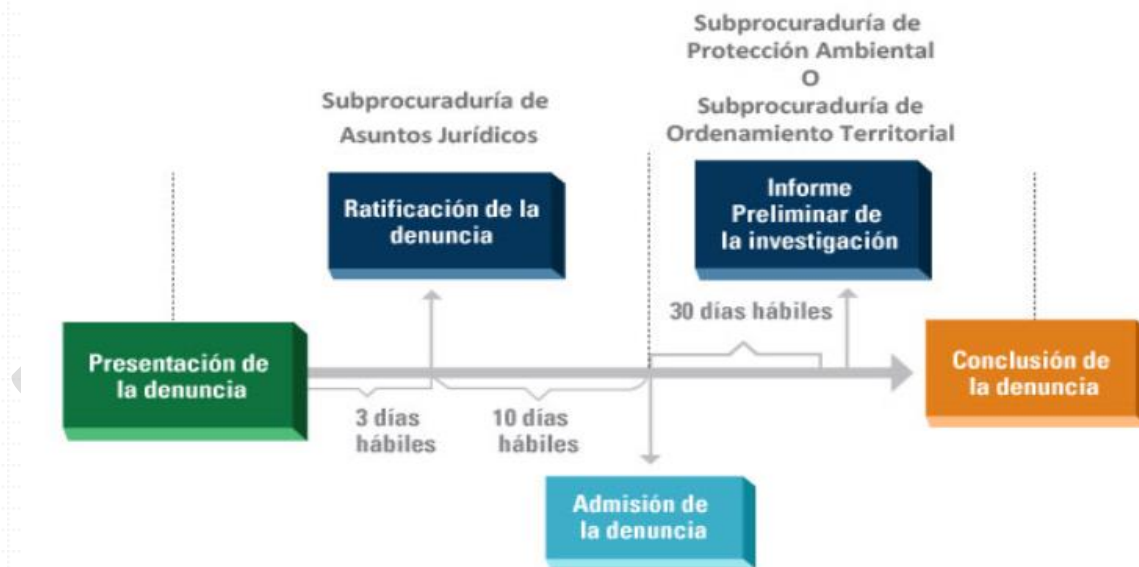 Subprocuraduría de
Protección Ambiental
O
Subprocuraduría de
Ordenamiento Territorial
Subprocuraduría de
Asuntos Jurídicos
Ratificación de la
denuncia
Informe
Preliminar de
la investigación
30 días hábiles
Presentación de
la denuncia
Conclusión de
la denuncia
3 días
hábiles
10 días
hábiles
Admisión de
la denuncia